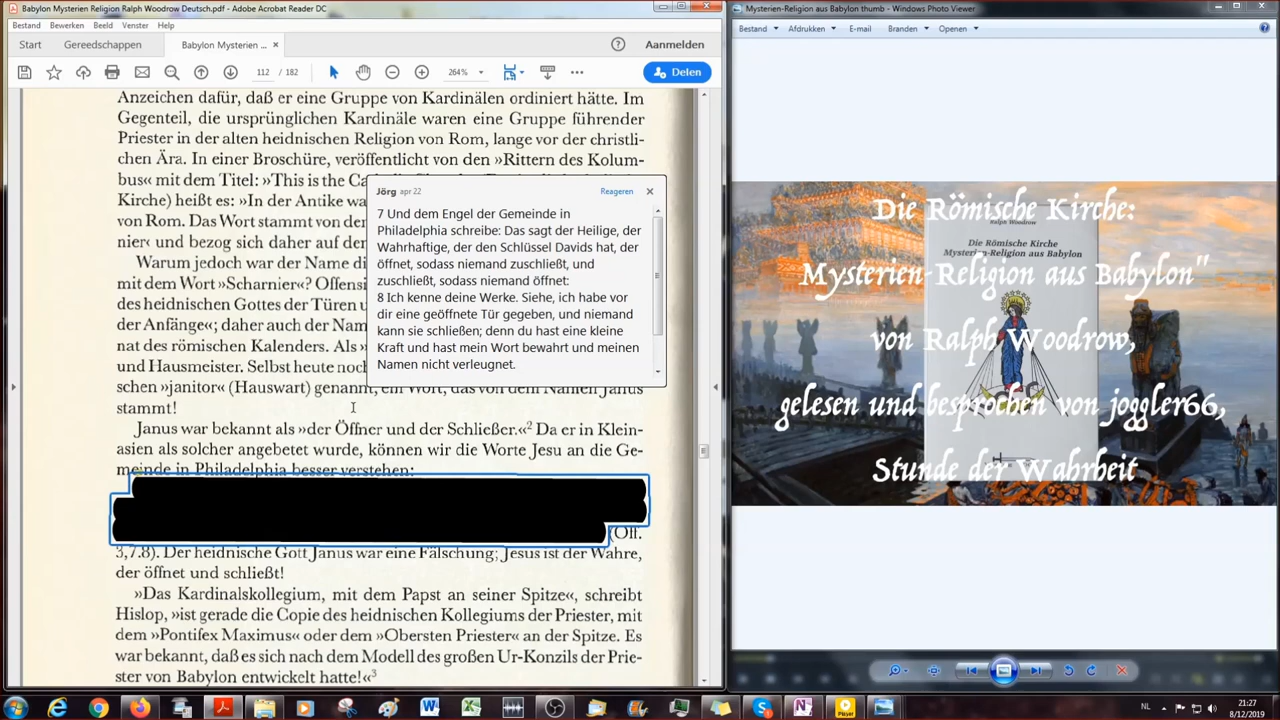 Babylon Mysterien Religion Ralph Woodrow Deutsch.pdf - Adobe Acrobat Reader DC
Bestand Bewerken Beeld Venster Help
Start Gereedschappen Babylon Mysterien ... × Aanmelden
112 / 182 264% Delen
Anzeichen dafür, daß er eine Gruppe von Kardinälen ordiniert hätte. Im
Gegenteil, die ursprünglichen Kardinäle waren eine Gruppe führender
Priester in der alten heidnischen Religion von Rom, lange vor der christli-
chen Ära. In einer Broschüre, veröffentlicht von den »Rittern des Kolum-
bus« mit dem Titel: »This is the
Kirche) heißt es: »In der Antike
von Rom. Das Wort stammt von der
nier‹ und bezog sich daher auf der
Warum jedoch war der Name
mit dem Wort »Scharnier«?
des heidnischen Gottes der Türen
der Anfänge«; daher auch der Nam
nat des römischen Kalenders. Als
und Hausmeister. Selbst heute noch
schen »janitor« (Hauswart) genannt, ein Wort, das von dem Namen Janus
stammt!
Janus war bekannt als »der Öffner und der Schließer.«² Da er in Klein-
asien als solcher angebetet wurde, können wir die Worte Jesu an die Ge-
meinde in Philadelphia besser verstehen:
(Off.
3,7.8). Der heidnische Gott Janus war eine Fälschung; Jesus ist der Wahre,
der öffnet und schließt!
»Das Kardinalskollegium, mit dem Papst an seiner Spitze«, schreibt
Hislop, »ist gerade die Copie des heidnischen Kollegiums der Priester, mit
dem »Pontifex Maximus« oder dem »Obersten Priester« an der Spitze. Es
war bekannt, daß es sich nach dem Modell des großen Ur-Konzils der Prie-
ster von Babylon entwickelt hatte!«³
Jörg apr 22 Reageren
7 Und dem Engel der Gemeinde in
Philadelphia schreibe: Das sagt der Heilige, der
Wahrhaftige, der den Schlüssel Davids hat, der
öffnet, sodass niemand zuschließt, und
zuschließt, sodass niemand öffnet:
8 Ich kenne deine Werke. Siehe, ich habe vor
dir eine geöffnete Tür gegeben, und niemand
kann sie schließen; denn du hast eine kleine
Kraft und hast mein Wort bewahrt und meinen
Namen nicht verleugnet.
Mysterien-Religion aus Babylon thumb - Windows Photo Viewer
Bestand Afdrukken E-mail Branden Openen
Die Römische Kirche:
Ralph Woodrow
Die Römische Kirche
Mysterien-Religion aus Babylon
Mysterien-Religion aus Babylon"
von Ralph Woodrow,
gelesen und besprochen von joggler66,
Stunde der Wahrheit
NL
21:27
8/12/2019